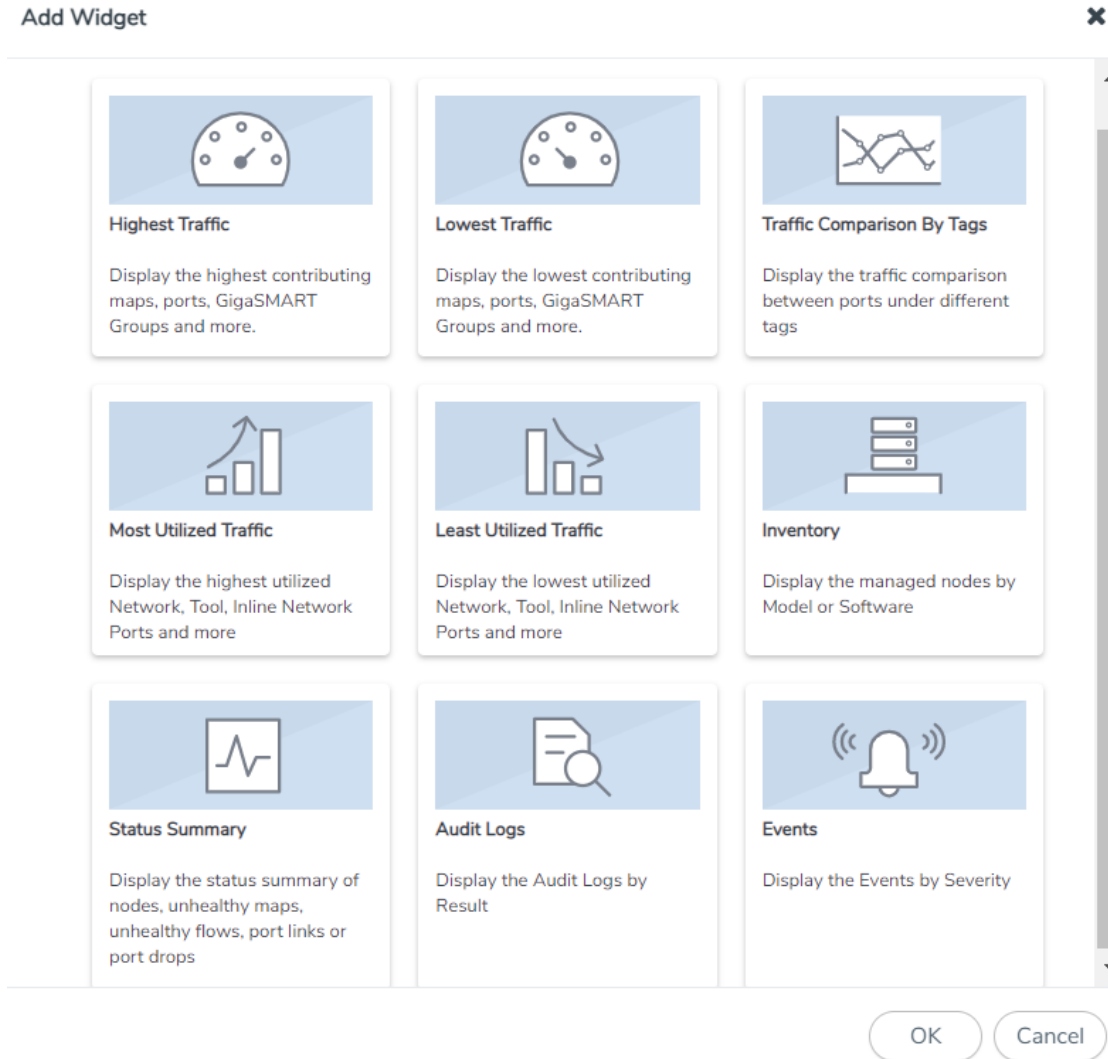 Add Widget
Highest Traffic
Display the highest contributing
maps, ports, GigaSMART
Groups and more.
Lowest Traffic
Display the lowest contributing
maps, ports, GigaSMART
Groups and more.
Traffic Comparison By Tags
Display the traffic comparison
between ports under different
tags
Most Utilized Traffic
Display the highest utilized
Network, Tool, Inline Network
Ports and more
Least Utilized Traffic
Display the lowest utilized
Network, Tool, Inline Network
Ports and more
Inventory
Display the managed nodes by
Model or Software
Status Summary
Display the status summary of
nodes, unhealthy maps,
unhealthy flows, port links or
port drops
Audit Logs
Display the Audit Logs by
Result
Events
Display the Events by Severity
OK
Cancel